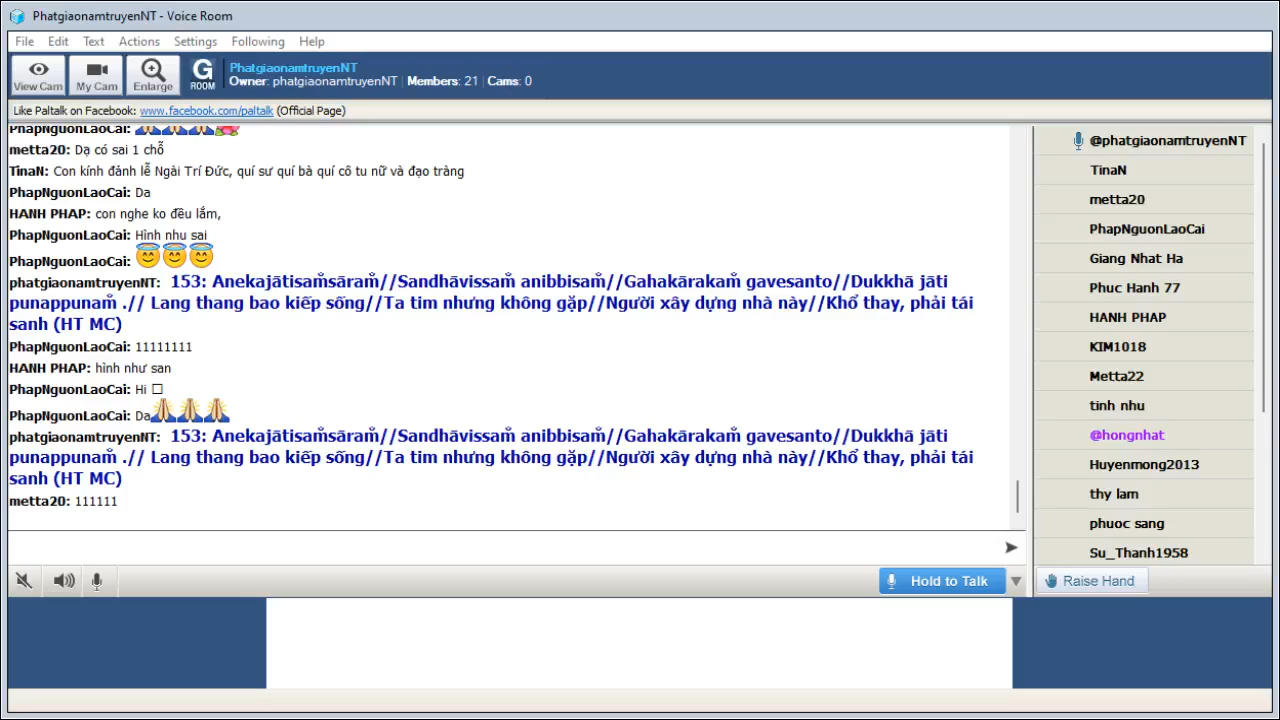 PhatgiaonamtruyenNT - Voice Room
File Edit Text Actions Settings Following Help
View Cam My Cam Enlarge G ROOM
PhatgiaonamtruyenNT
Owner: phatgiaonamtruyenNT | Members: 21 | Cams: 0
Like Paltalk on Facebook: www.facebook.com/paltalk (Official Page)
PhapNguonLaoCai:
metta20: Dạ có sai 1 chỗ
TinaN: Con kính đảnh lễ Ngài Trí Đức, quí sư quí bà quí cô tu nữ và đạo tràng
PhapNguonLaoCai: Da
HANH PHAP: con nghe ko đều lắm,
PhapNguonLaoCai: Hình nhu sai
PhapNguonLaoCai:
phatgiaonamtruyenNT: 153: Anekajātisaṁsāraṁ//Sandhāvissaṁ anibbisaṁ//Gahakārakaṁ gavesanto//Dukkhā jāti
punappunaṁ .// Lang thang bao kiếp sống//Ta tìm nhưng không gặp//Người xây dựng nhà này//Khổ thay, phải tái
sanh (HT MC)
PhapNguonLaoCai: 11111111
HANH PHAP: hình như san
PhapNguonLaoCai: Hi □
PhapNguonLaoCai: Da
phatgiaonamtruyenNT: 153: Anekajātisaṁsāraṁ//Sandhāvissaṁ anibbisaṁ//Gahakārakaṁ gavesanto//Dukkhā jāti
punappunaṁ .// Lang thang bao kiếp sống//Ta tìm nhưng không gặp//Người xây dựng nhà này//Khổ thay, phải tái
sanh (HT MC)
metta20: 111111
Hold to Talk
@phatgiaonamtruyenNT
TinaN
metta20
PhapNguonLaoCai
Giang Nhat Ha
Phuc Hanh 77
HANH PHAP
KIM1018
Metta22
tinh nhu
@hongnhat
Huyenmong2013
thy lam
phuoc sang
Su_Thanh1958
Raise Hand